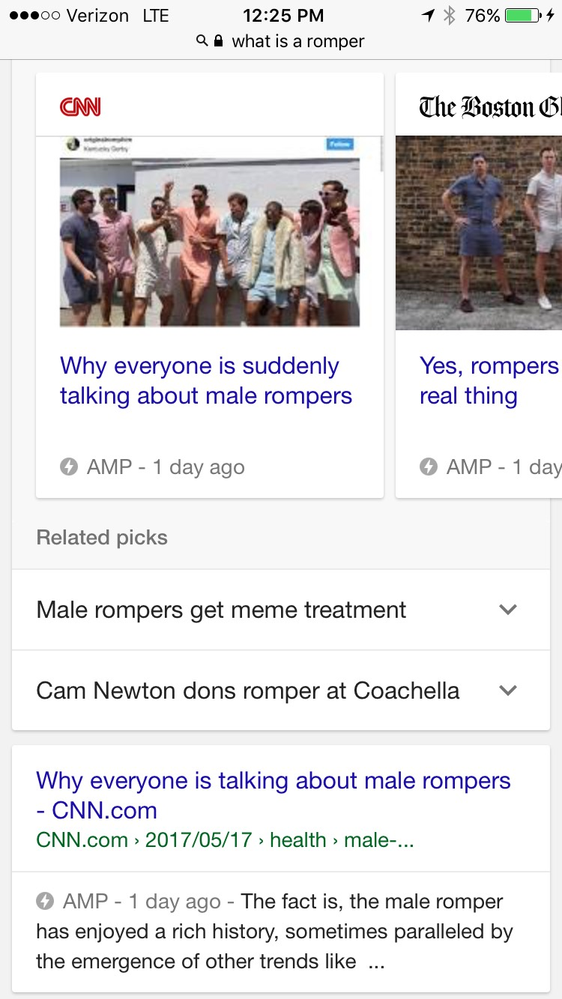 Verizon LTE 12:25 PM 76%
what is a romper
CNN
The Boston
Kentucky Derby
Follow
Why everyone is suddenly
talking about male rompers
AMP - 1 day ago
Yes, rompers
real thing
AMP - 1 day
Related picks
Male rompers get meme treatment
Cam Newton dons romper at Coachella
Why everyone is talking about male rompers
- CNN.com
CNN.com › 2017/05/17 › health › male-...
AMP - 1 day ago - The fact is, the male romper
has enjoyed a rich history, sometimes paralleled by
the emergence of other trends like ...